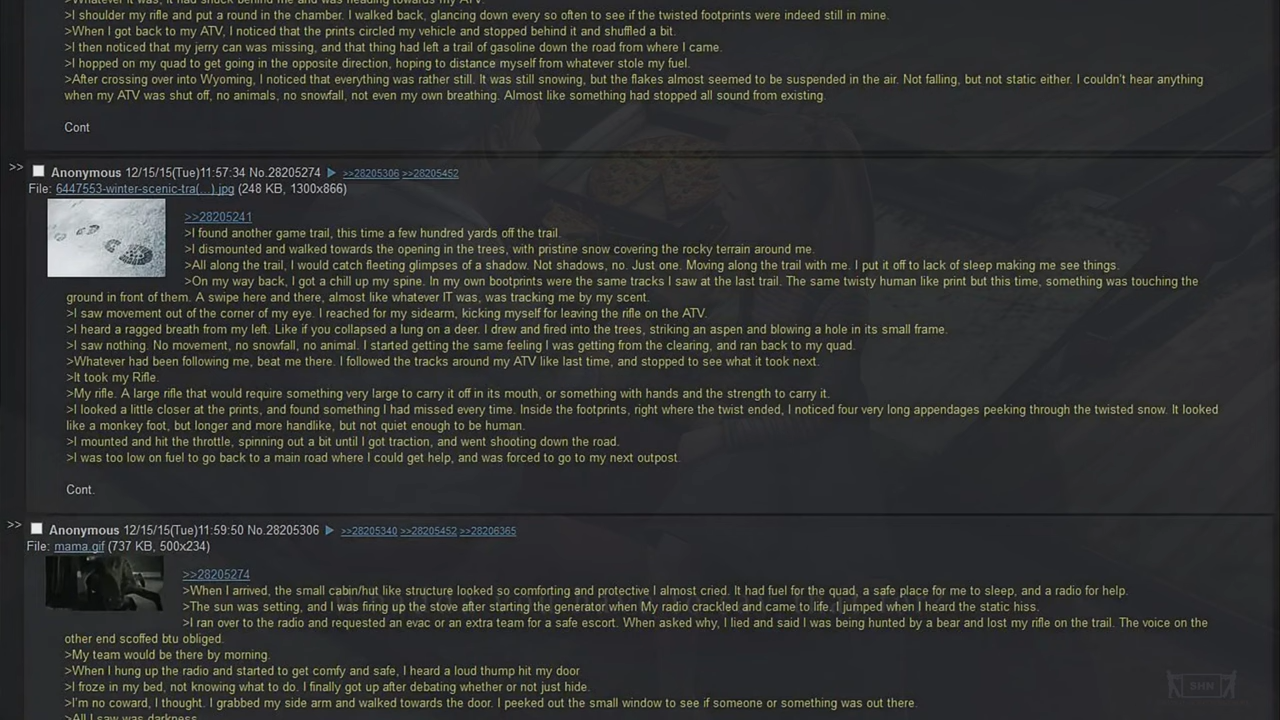 >I shoulder my rifle and put a round in the chamber. I walked back, glancing down every so often to see if the twisted footprints were indeed still in mine.
>When I got back to my ATV, I noticed that the prints circled my vehicle and stopped behind it and shuffled a bit.
>I then noticed that my jerry can was missing, and that thing had left a trail of gasoline down the road from where I came.
>I hopped on my quad to get going in the opposite direction, hoping to distance myself from whatever stole my fuel.
>After crossing over into Wyoming, I noticed that everything was rather still. It was still snowing, but the flakes almost seemed to be suspended in the air. Not falling, but not static either. I couldn't hear anything
when my ATV was shut off, no animals, no snowfall, not even my own breathing. Almost like something had stopped all sound from existing.
Cont
>> Anonymous 12/15/15(Tue)11:57:34 No.28205274 ▶ >>28205306 >>28205452
File: 6447553-winter-scenic-tra(...).jpg (248 KB, 1300x866)
>>28205241
>I found another game trail, this time a few hundred yards off the trail.
>I dismounted and walked towards the opening in the trees, with pristine snow covering the rocky terrain around me.
>All along the trail, I would catch fleeting glimpses of a shadow. Not shadows, no. Just one. Moving along the trail with me. I put it off to lack of sleep making me see things.
>On my way back, I got a chill up my spine. In my own bootprints were the same tracks I saw at the last trail. The same twisty human like print but this time, something was touching the
ground in front of them. A swipe here and there, almost like whatever IT was, was tracking me by my scent.
>I saw movement out of the corner of my eye. I reached for my sidearm, kicking myself for leaving the rifle on the ATV.
>I heard a ragged breath from my left. Like if you collapsed a lung on a deer. I drew and fired into the trees, striking an aspen and blowing a hole in its small frame.
>I saw nothing. No movement, no snowfall, no animal. I started getting the same feeling I was getting from the clearing, and ran back to my quad.
>Whatever had been following me, beat me there. I followed the tracks around my ATV like last time, and stopped to see what it took next.
>It took my Rifle.
>My rifle. A large rifle that would require something very large to carry it off in its mouth, or something with hands and the strength to carry it.
>I looked a little closer at the prints, and found something I had missed every time. Inside the footprints, right where the twist ended, I noticed four very long appendages peeking through the twisted snow. It looked
like a monkey foot, but longer and more handlike, but not quiet enough to be human.
>I mounted and hit the throttle, spinning out a bit until I got traction, and went shooting down the road.
>I was too low on fuel to go back to a main road where I could get help, and was forced to go to my next outpost.
Cont.
>> Anonymous 12/15/15(Tue)11:59:50 No.28205306 ▶ >>28205340 >>28205452 >>28206365
File: mama.gif (737 KB, 500x234)
>>28205274
>When I arrived, the small cabin/hut like structure looked so comforting and protective I almost cried. It had fuel for the quad, a safe place for me to sleep, and a radio for help.
>The sun was setting, and I was firing up the stove after starting the generator when My radio crackled and came to life. I jumped when I heard the static hiss.
>I ran over to the radio and requested an evac or an extra team for a safe escort. When asked why, I lied and said I was being hunted by a bear and lost my rifle on the trail. The voice on the
other end scoffed btu obliged.
>My team would be there by morning.
>When I hung up the radio and started to get comfy and safe, I heard a loud thump hit my door
>I froze in my bed, not knowing what to do. I finally got up after debating whether or not just hide.
>I'm no coward, I thought. I grabbed my side arm and walked towards the door. I peeked out the small window to see if someone or something was out there.
>All I saw was darkness
SHN